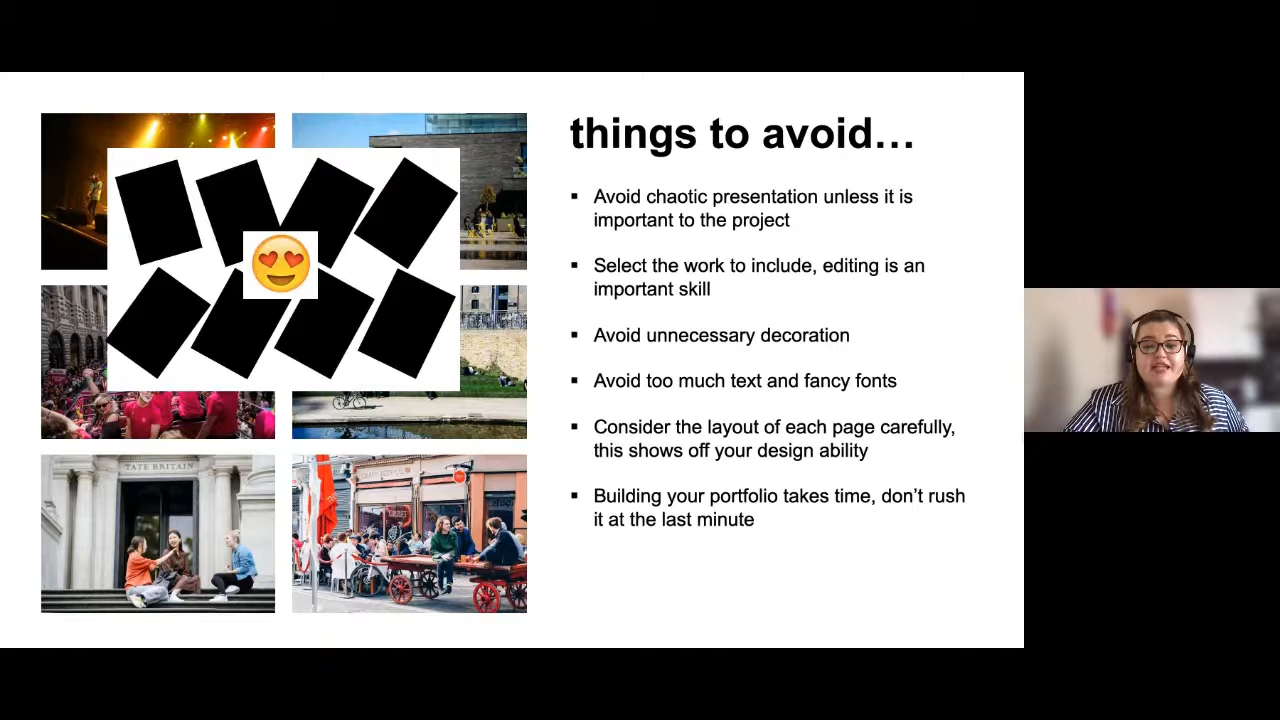 things to avoid…
▪ Avoid chaotic presentation unless it is
important to the project
▪ Select the work to include, editing is an
important skill
▪ Avoid unnecessary decoration
▪ Avoid too much text and fancy fonts
▪ Consider the layout of each page carefully,
this shows off your design ability
▪ Building your portfolio takes time, don’t rush
it at the last minute
TATE BRITAIN